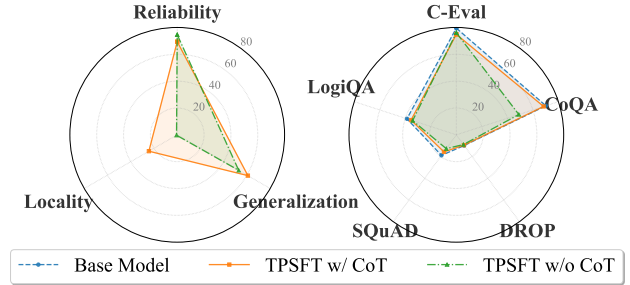 Reliability
80
60
40
20
Locality
Generalization
C-Eval
80
60
40
20
LogiQA
CoQA
SQuAD
DROP
Base Model
TPSFT w/ CoT
TPSFT w/o CoT